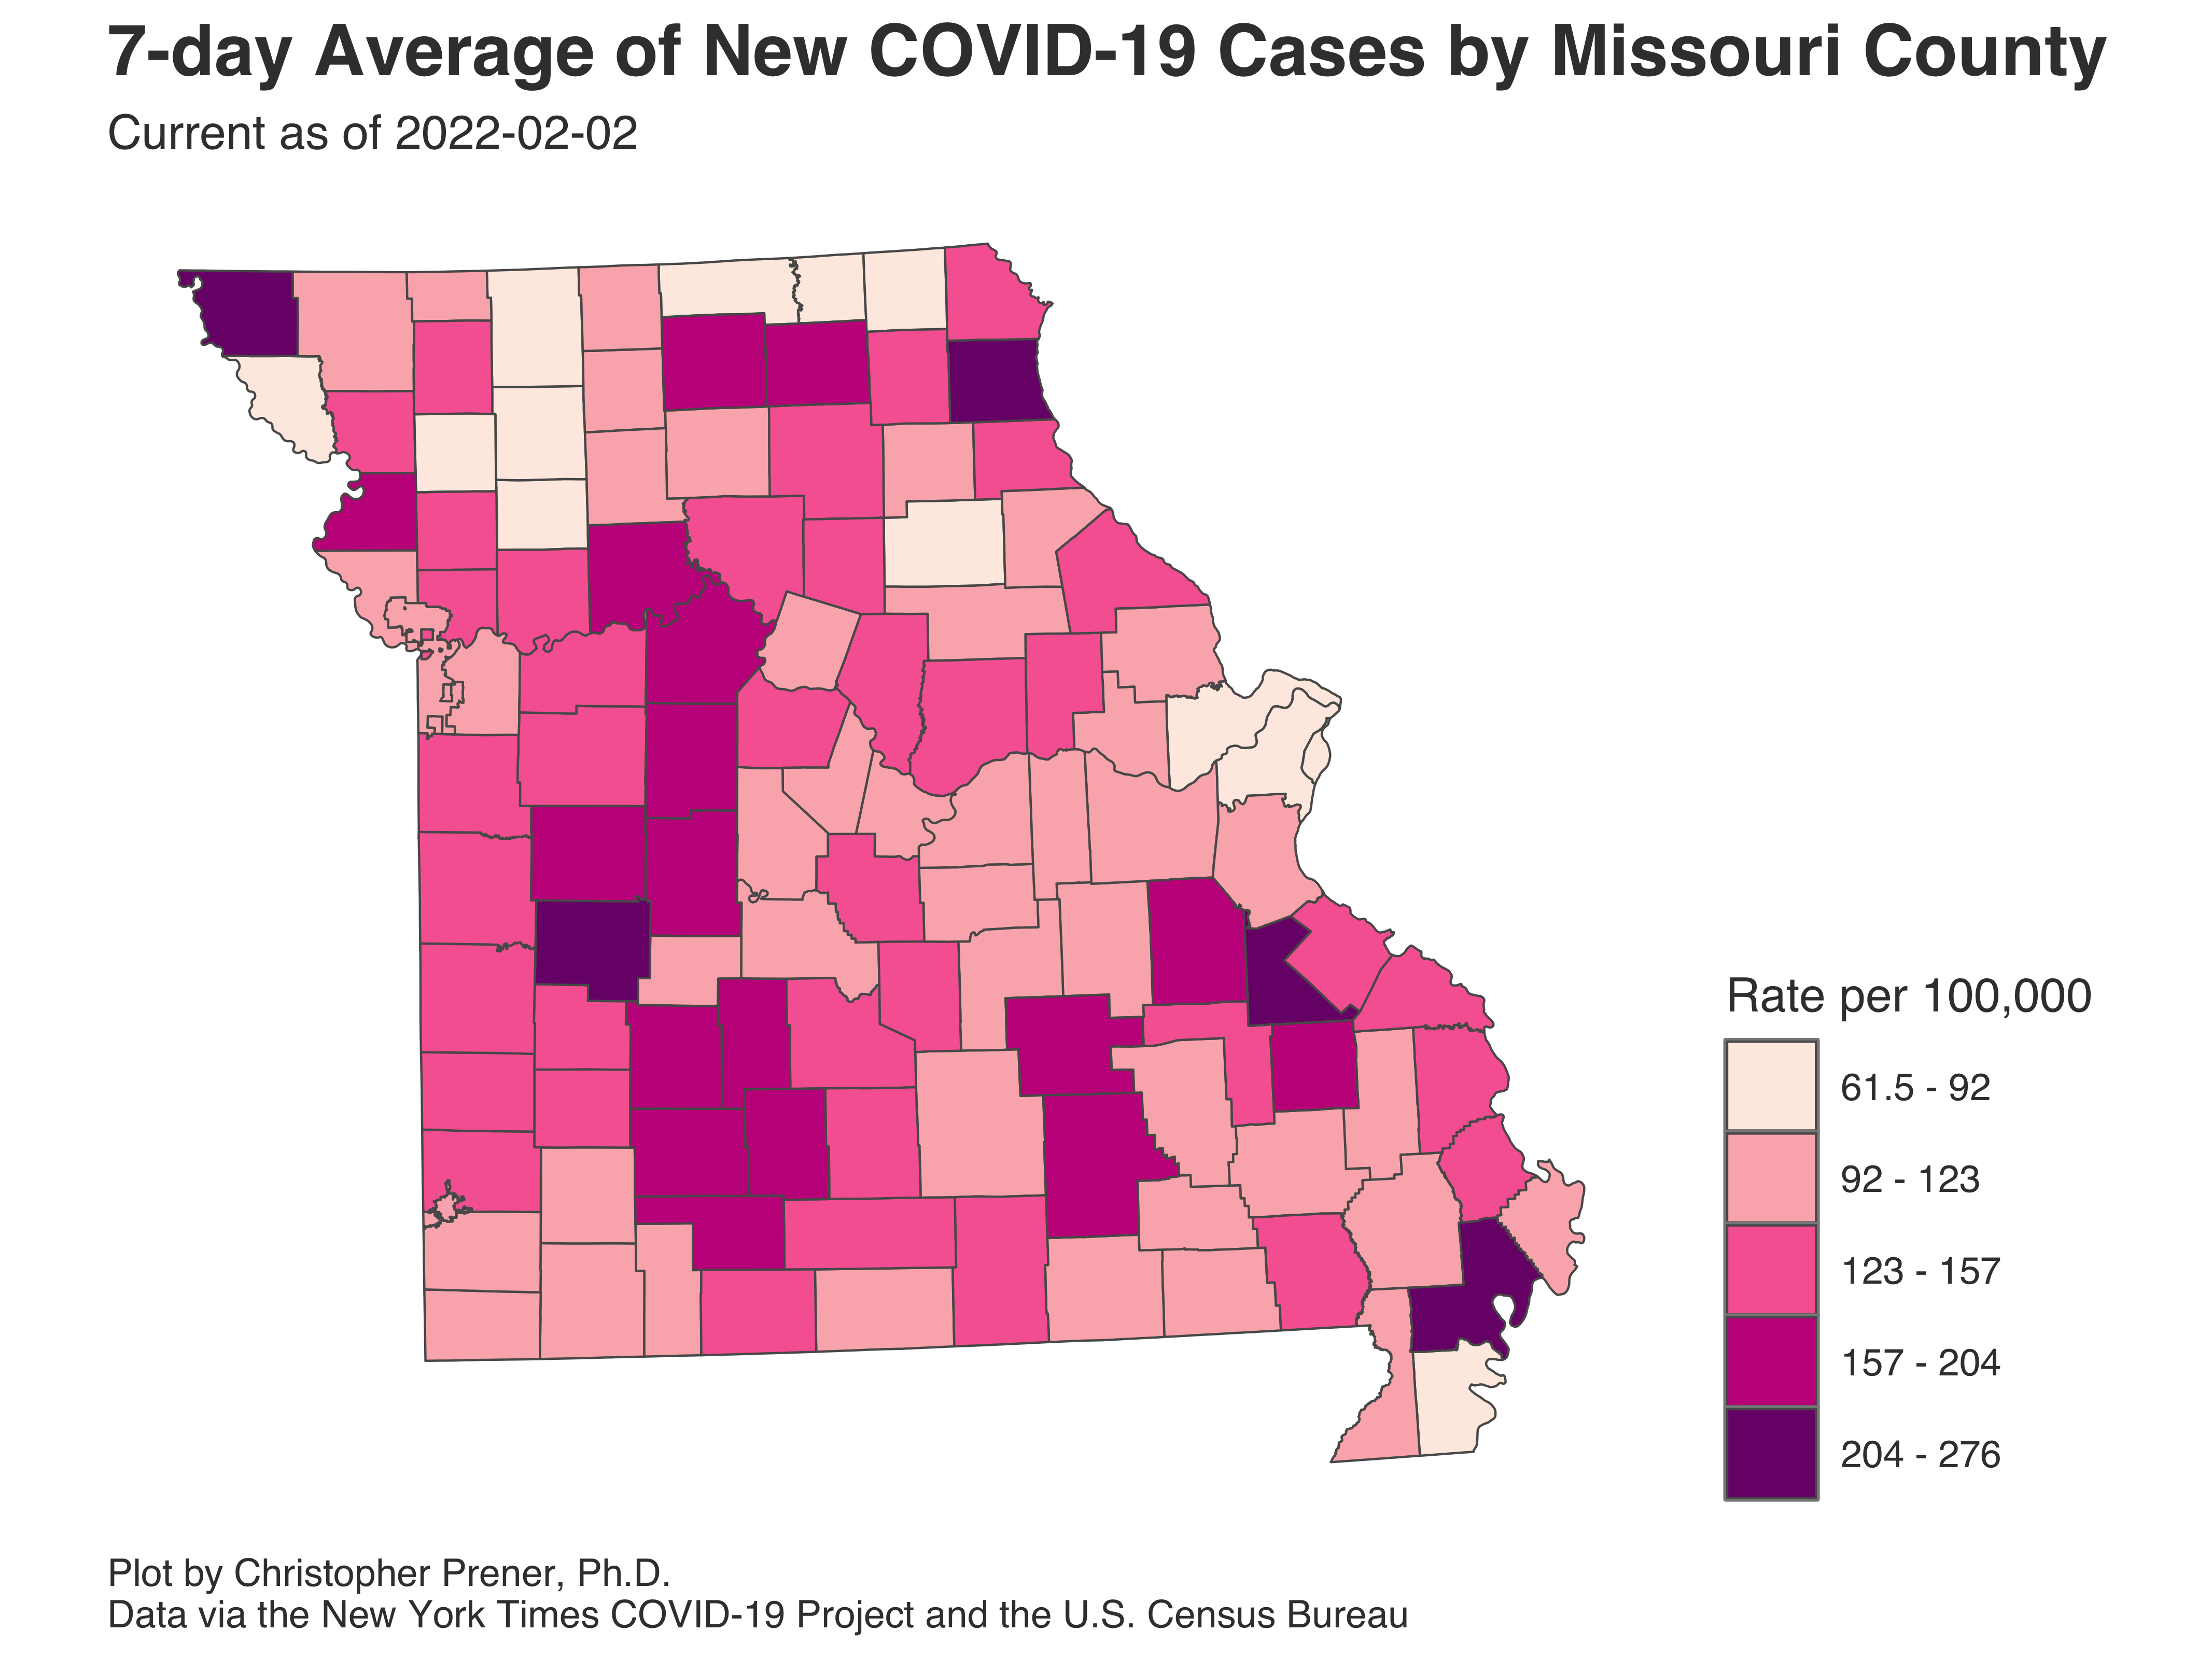 7-day Average of New COVID-19 Cases by Missouri County
Current as of 2022-02-02
Rate per 100,000
61.5 - 92
92 - 123
123 - 157
157 - 204
204 - 276
Plot by Christopher Prener, Ph.D.
Data via the New York Times COVID-19 Project and the U.S. Census Bureau